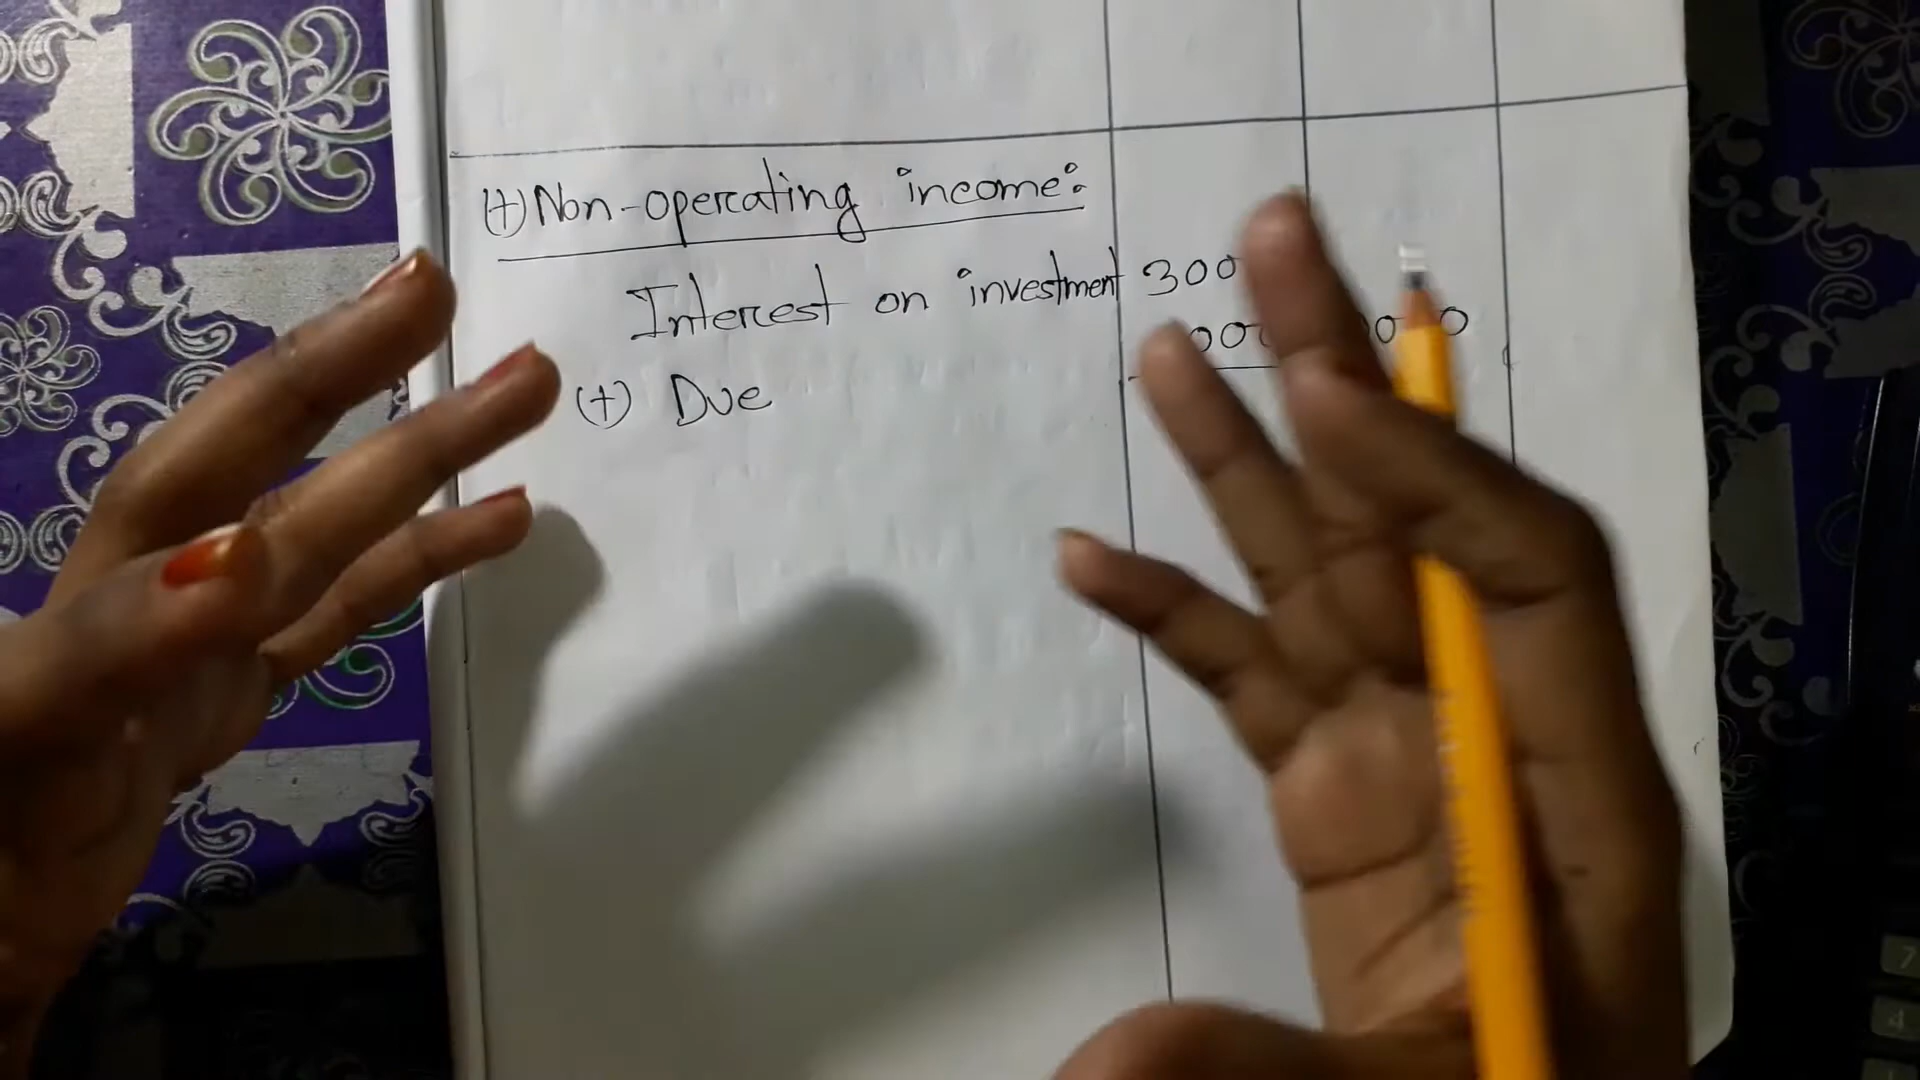 (+) Non-operating income:
Interest on investment 300
(+) Due